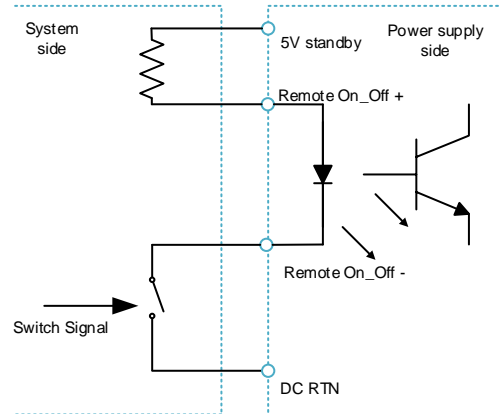 System
side
5V standby
Power supply
side
Remote On_Off +
Remote On_Off -
Switch Signal
DC RTN